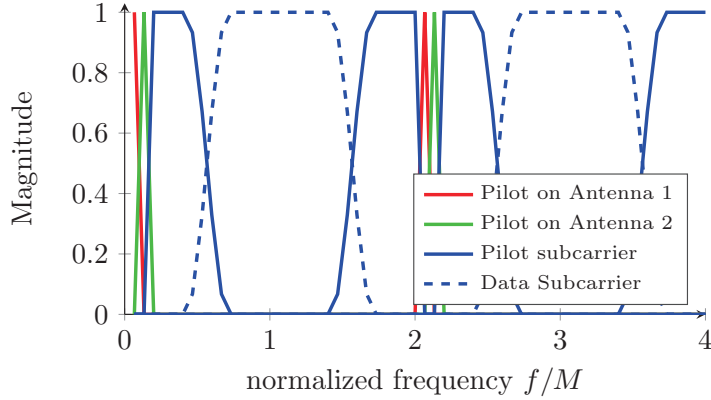 1
0.8
0.6
0.4
0.2
0
Magnitude
Pilot on Antenna 1
Pilot on Antenna 2
Pilot subcarrier
Data Subcarrier
0 1 2 3 4
normalized frequency f/M